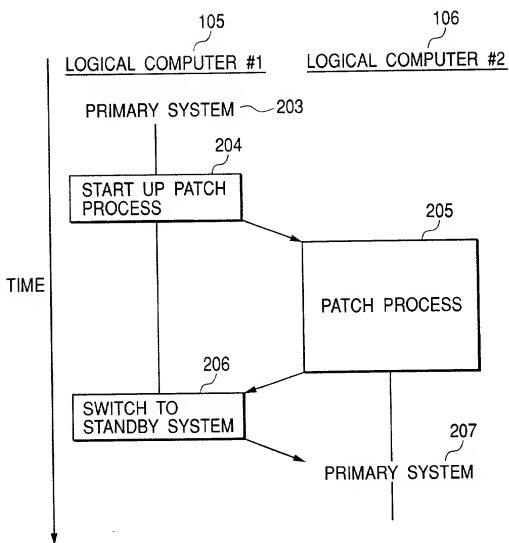 105
LOGICAL COMPUTER #1
106
LOGICAL COMPUTER #2
PRIMARY SYSTEM
203
204
START UP PATCH
PROCESS
205
TIME
PATCH PROCESS
206
SWITCH TO
STANDBY SYSTEM
207
PRIMARY SYSTEM